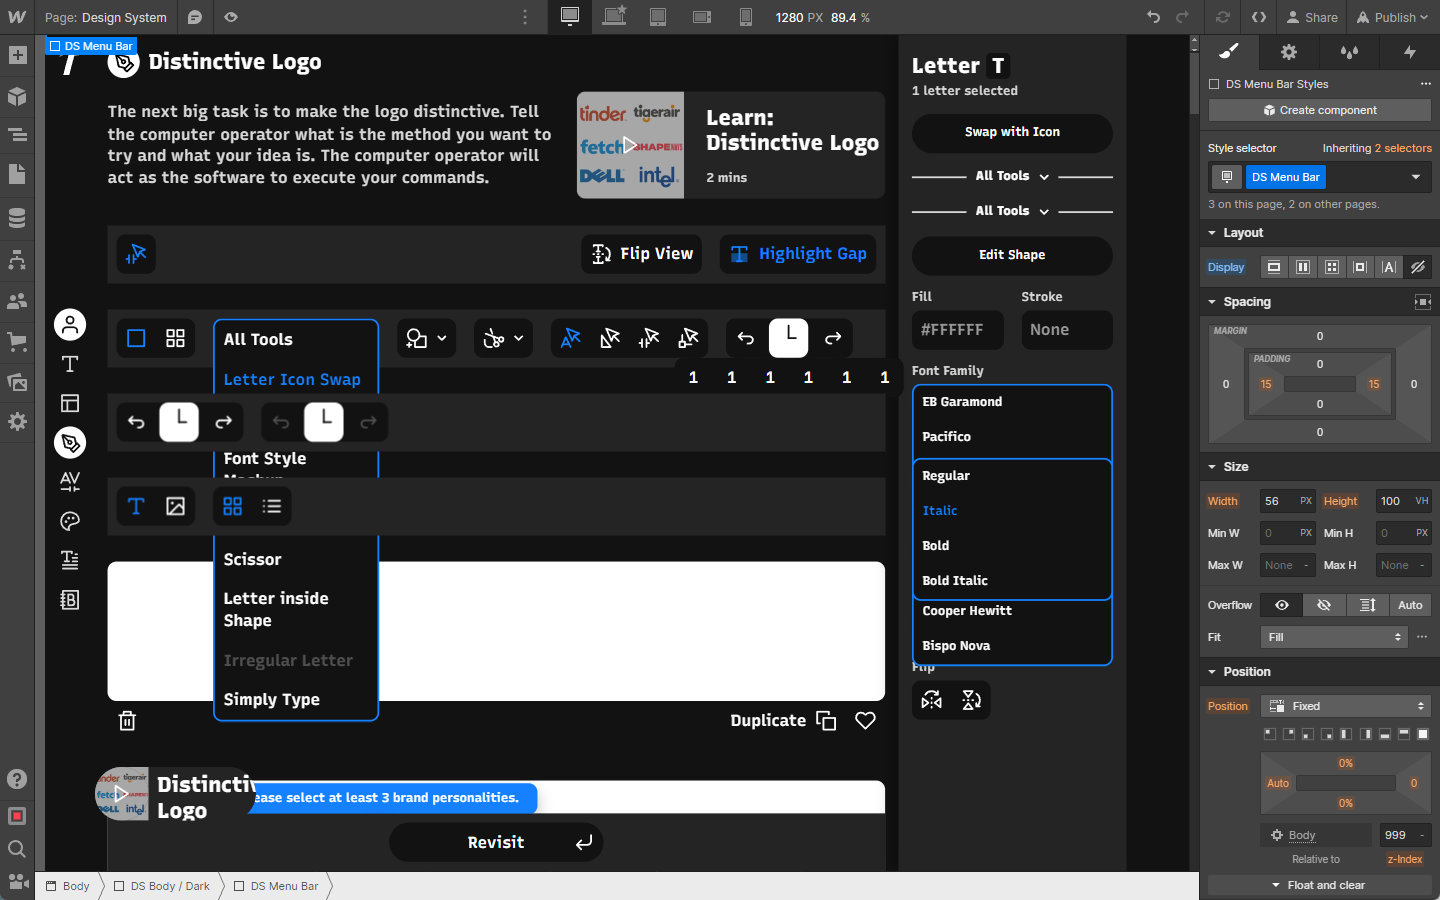 Page: Design System
1280 PX 89.4 %
Share
Publish
DS Menu Bar
Distinctive Logo
The next big task is to make the logo distinctive. Tell
the computer operator what is the method you want to
try and what your idea is. The computer operator will
act as the software to execute your commands.
tinder tigerair
fetch SHAPEWAYS
DELL intel
Learn:
Distinctive Logo
2 mins
Flip View
Highlight Gap
All Tools
Letter Icon Swap
1 1 1 1 1 1
Font Style
Scissor
Letter inside
Shape
Irregular Letter
Simply Type
Duplicate
Distinctiv
Logo
ease select at least 3 brand personalities.
Revisit
Letter T
1 letter selected
Swap with Icon
All Tools
All Tools
Edit Shape
Fill
Stroke
#FFFFFF
None
Font Family
EB Garamond
Pacifico
Regular
Italic
Bold
Bold Italic
Cooper Hewitt
Bispo Nova
Flip
DS Menu Bar Styles
Create component
Style selector
Inheriting 2 selectors
DS Menu Bar
3 on this page, 2 on other pages.
Layout
Display
Spacing
MARGIN
0
PADDING
0
0 15 15 0
0
0
Size
Width 56 PX Height 100 VH
Min W 0 PX Min H 0 PX
Max W None - Max H None -
Overflow Auto
Fit Fill
Position
Position Fixed
0%
Auto 0
0%
Body 999 -
Relative to z-Index
Float and clear
Body DS Body / Dark DS Menu Bar